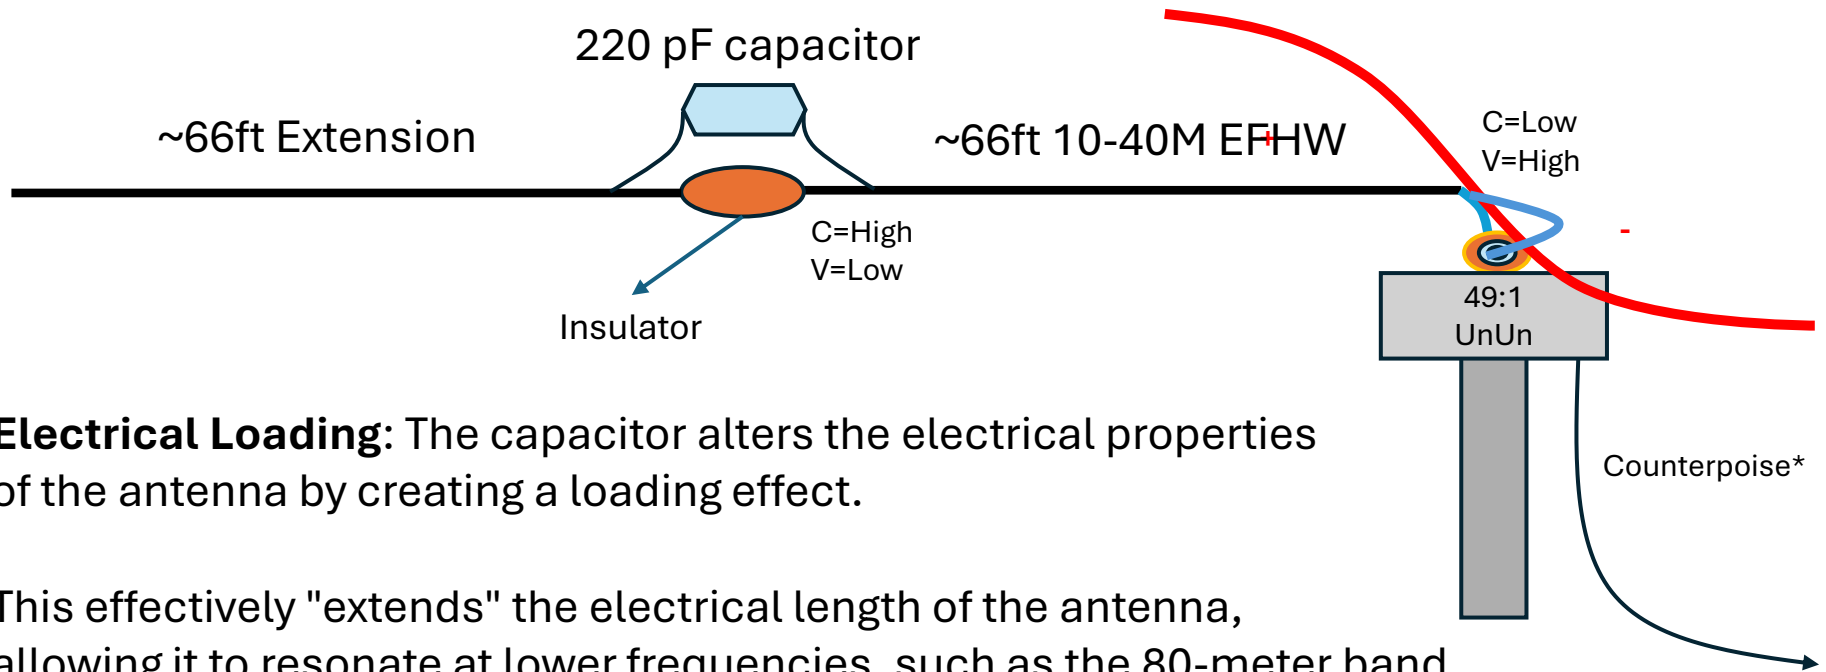 220 pF capacitor
~66ft Extension
~66ft 10-40M EFHW
+
C=Low
V=High
-
C=High
V=Low
Insulator
49:1
UnUn
Counterpoise*
Electrical Loading: The capacitor alters the electrical properties
of the antenna by creating a loading effect.
This effectively "extends" the electrical length of the antenna,
allowing it to resonate at lower frequencies, such as the 80-meter band